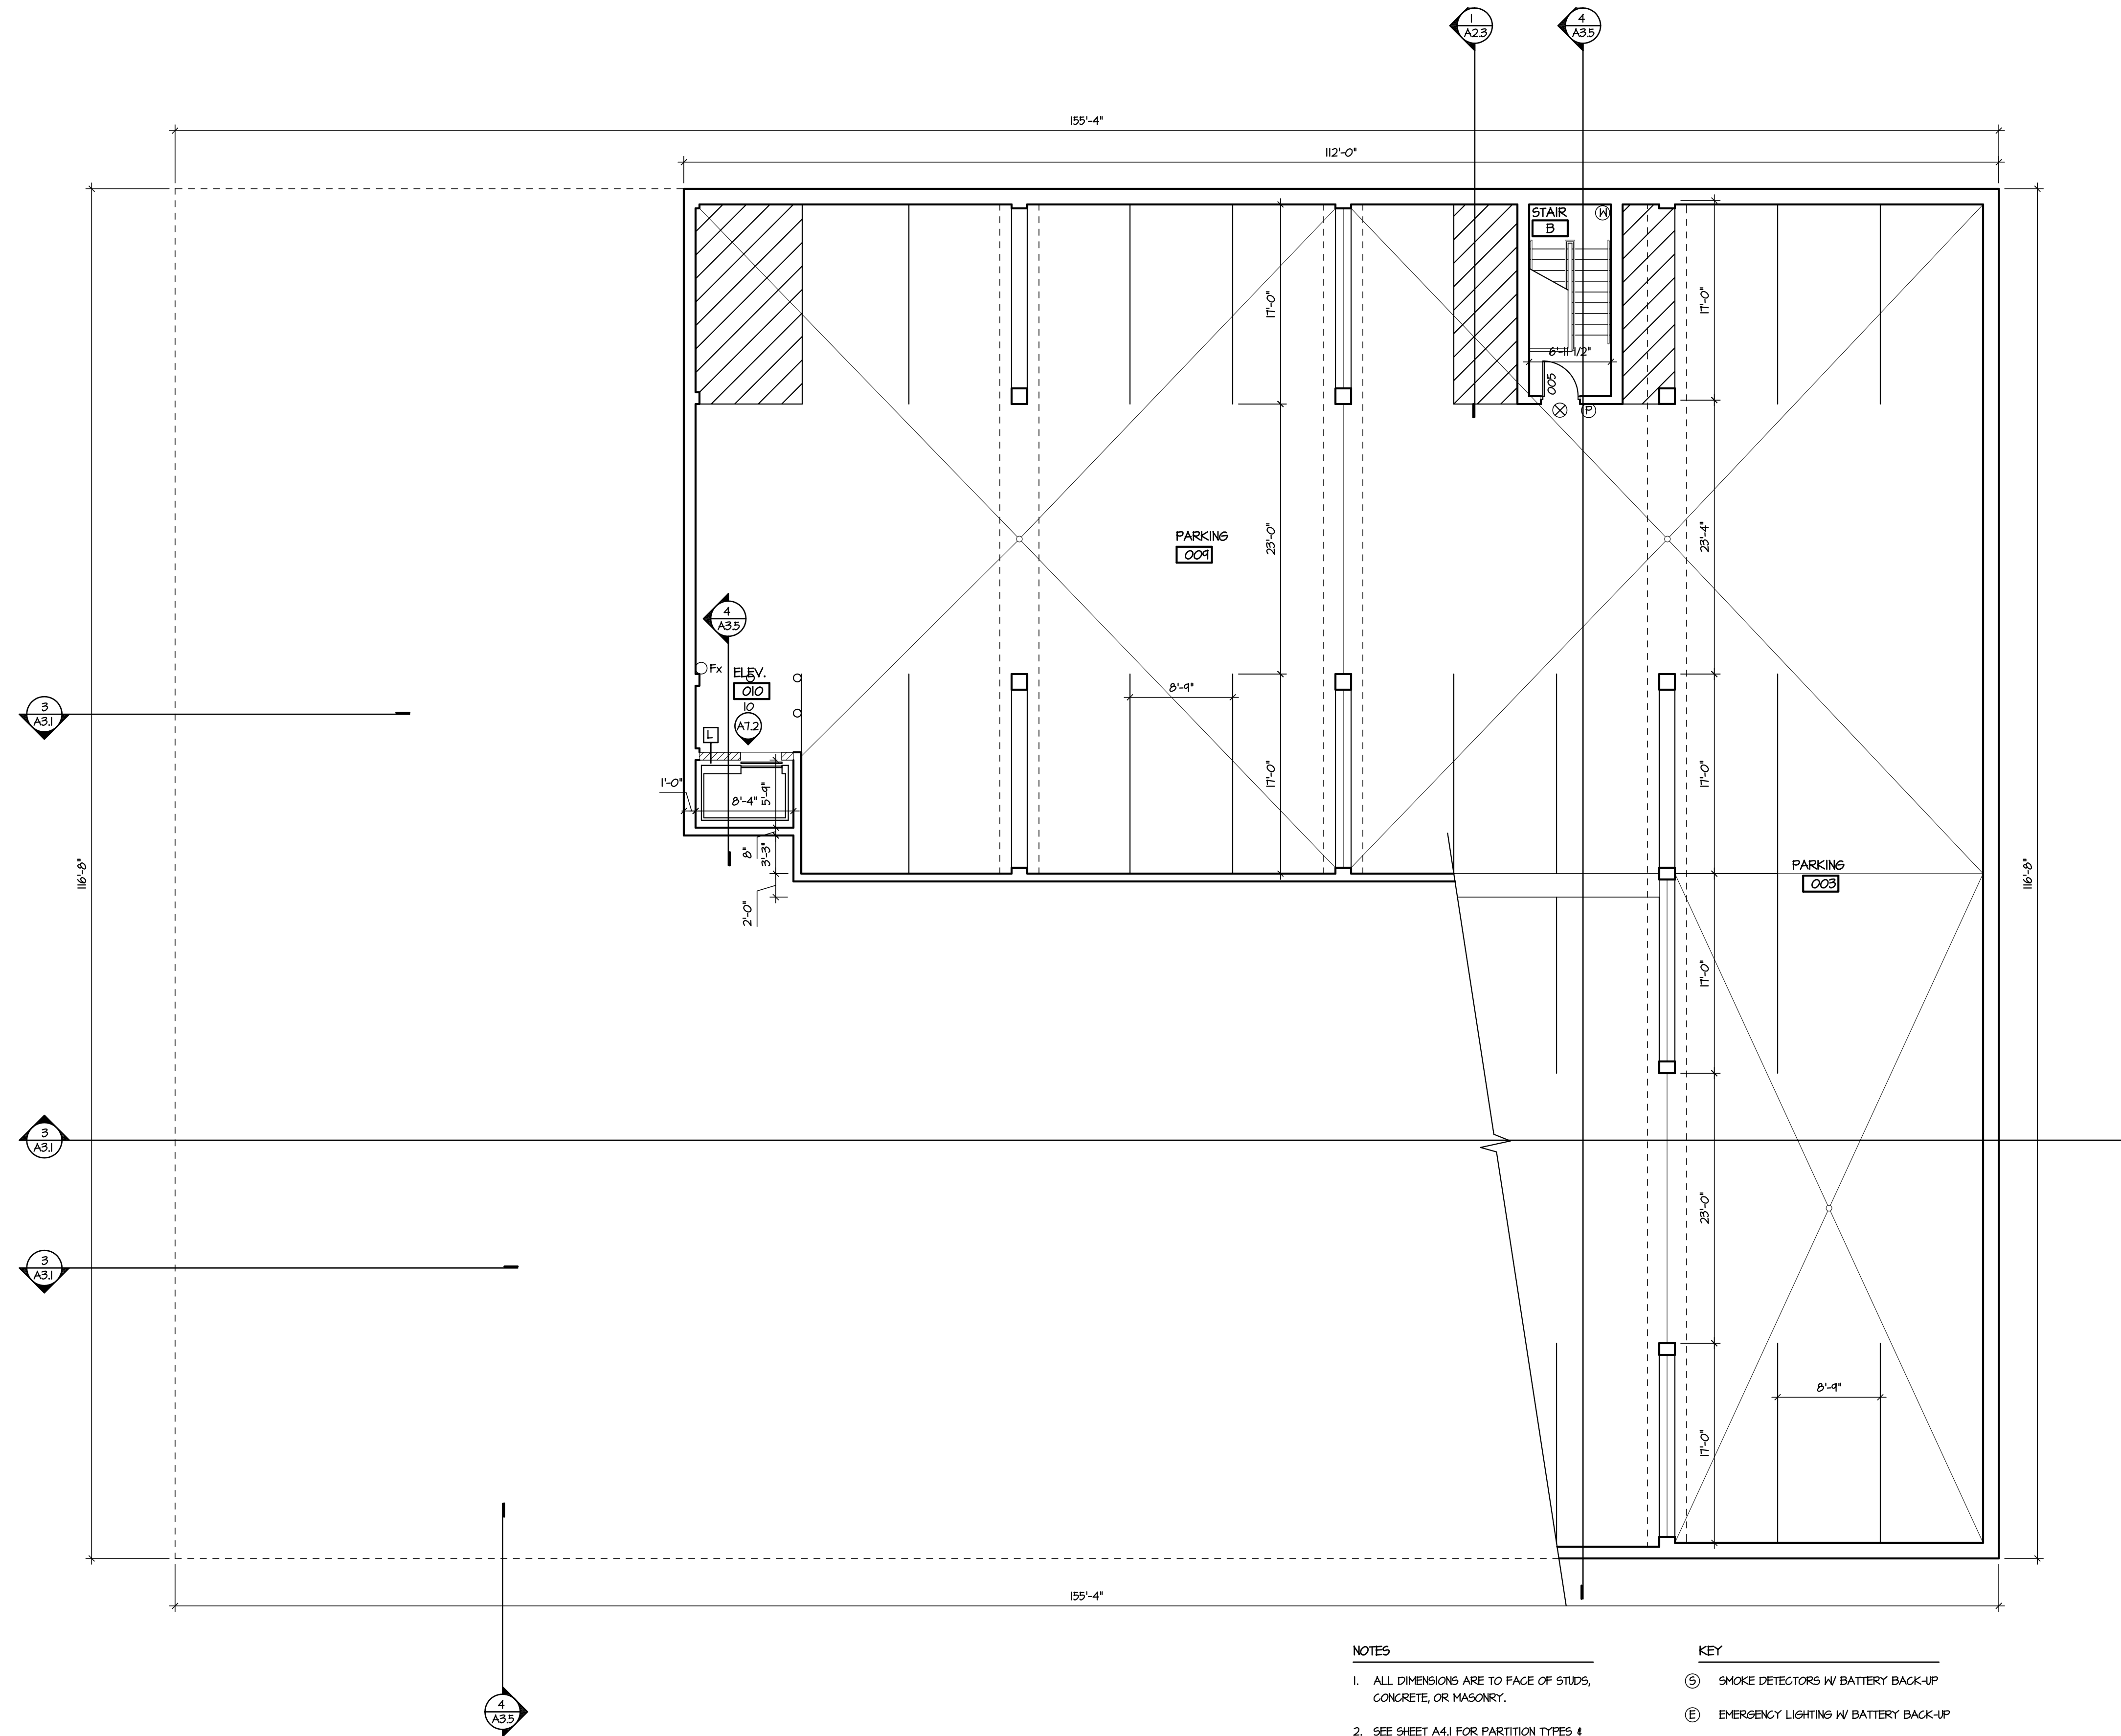 1
A2.3
4
A3.5
155'-4"
112'-0"
STAIR
B
W
17'-0"
17'-0"
6'-11 1/2"
005
P
PARKING
009
23'-0"
23'-4"
4
A3.5
Fx
ELEV.
010
10
A7.2
L
8'-9"
3
A3.1
1'-0"
8'-4"
5'-9"
17'-0"
17'-0"
8"
3'-3"
2'-0"
116'-8"
PARKING
003
116'-8"
17'-0"
3
A3.1
23'-0"
3
A3.1
8'-9"
17'-0"
155'-4"
4
A3.5
NOTES
1. ALL DIMENSIONS ARE TO FACE OF STUDS,
CONCRETE, OR MASONRY.
2. SEE SHEET A4.1 FOR PARTITION TYPES &
KEY
S SMOKE DETECTORS W/ BATTERY BACK-UP
E EMERGENCY LIGHTING W/ BATTERY BACK-UP